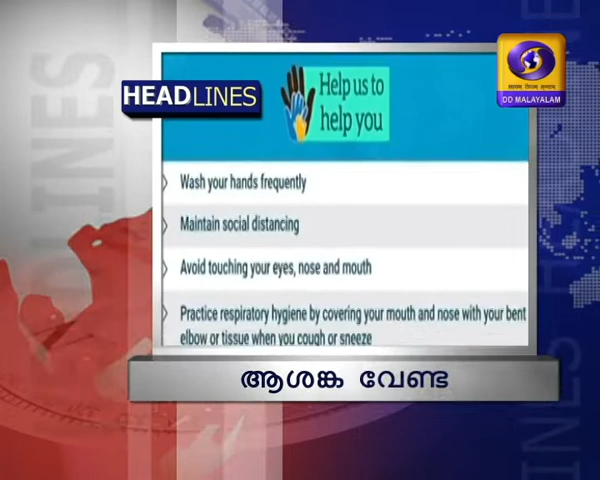 HEADLINES
Help us to
help you
DD MALAYALAM
Wash your hands frequently
Maintain social distancing
Avoid touching your eyes, nose and mouth
Practice respiratory hygiene by covering your mouth and nose with your bent
elbow or tissue when you cough or sneeze
ആശങ്ക വേണ്ട